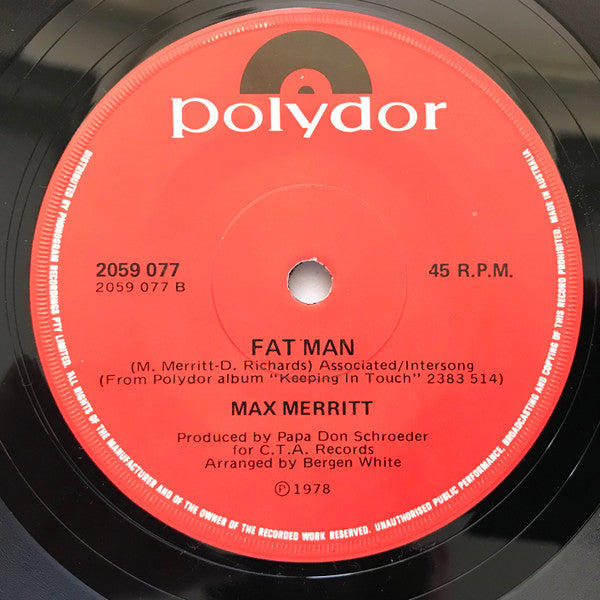 polydor
2059 077
2059 077 B
45 R.P.M.
FAT MAN
(M. Merritt-D. Richards) Associated/Intersong
(From Polydor album "Keeping In Touch" 2383 514)
MAX MERRITT
Produced by Papa Don Schroeder
for C.T.A. Records
Arranged by Bergen White
Ⓟ 1978
DISTRIBUTED BY PHONOGRAM RECORDINGS PTY LIMITED. ALL RIGHTS OF THE MANUFACTURER AND OF THE OWNER OF THE RECORDED WORK RESERVED. UNAUTHORISED PUBLIC PERFORMANCE, BROADCASTING AND COPYING OF THIS RECORD PROHIBITED. MADE IN AUSTRALIA